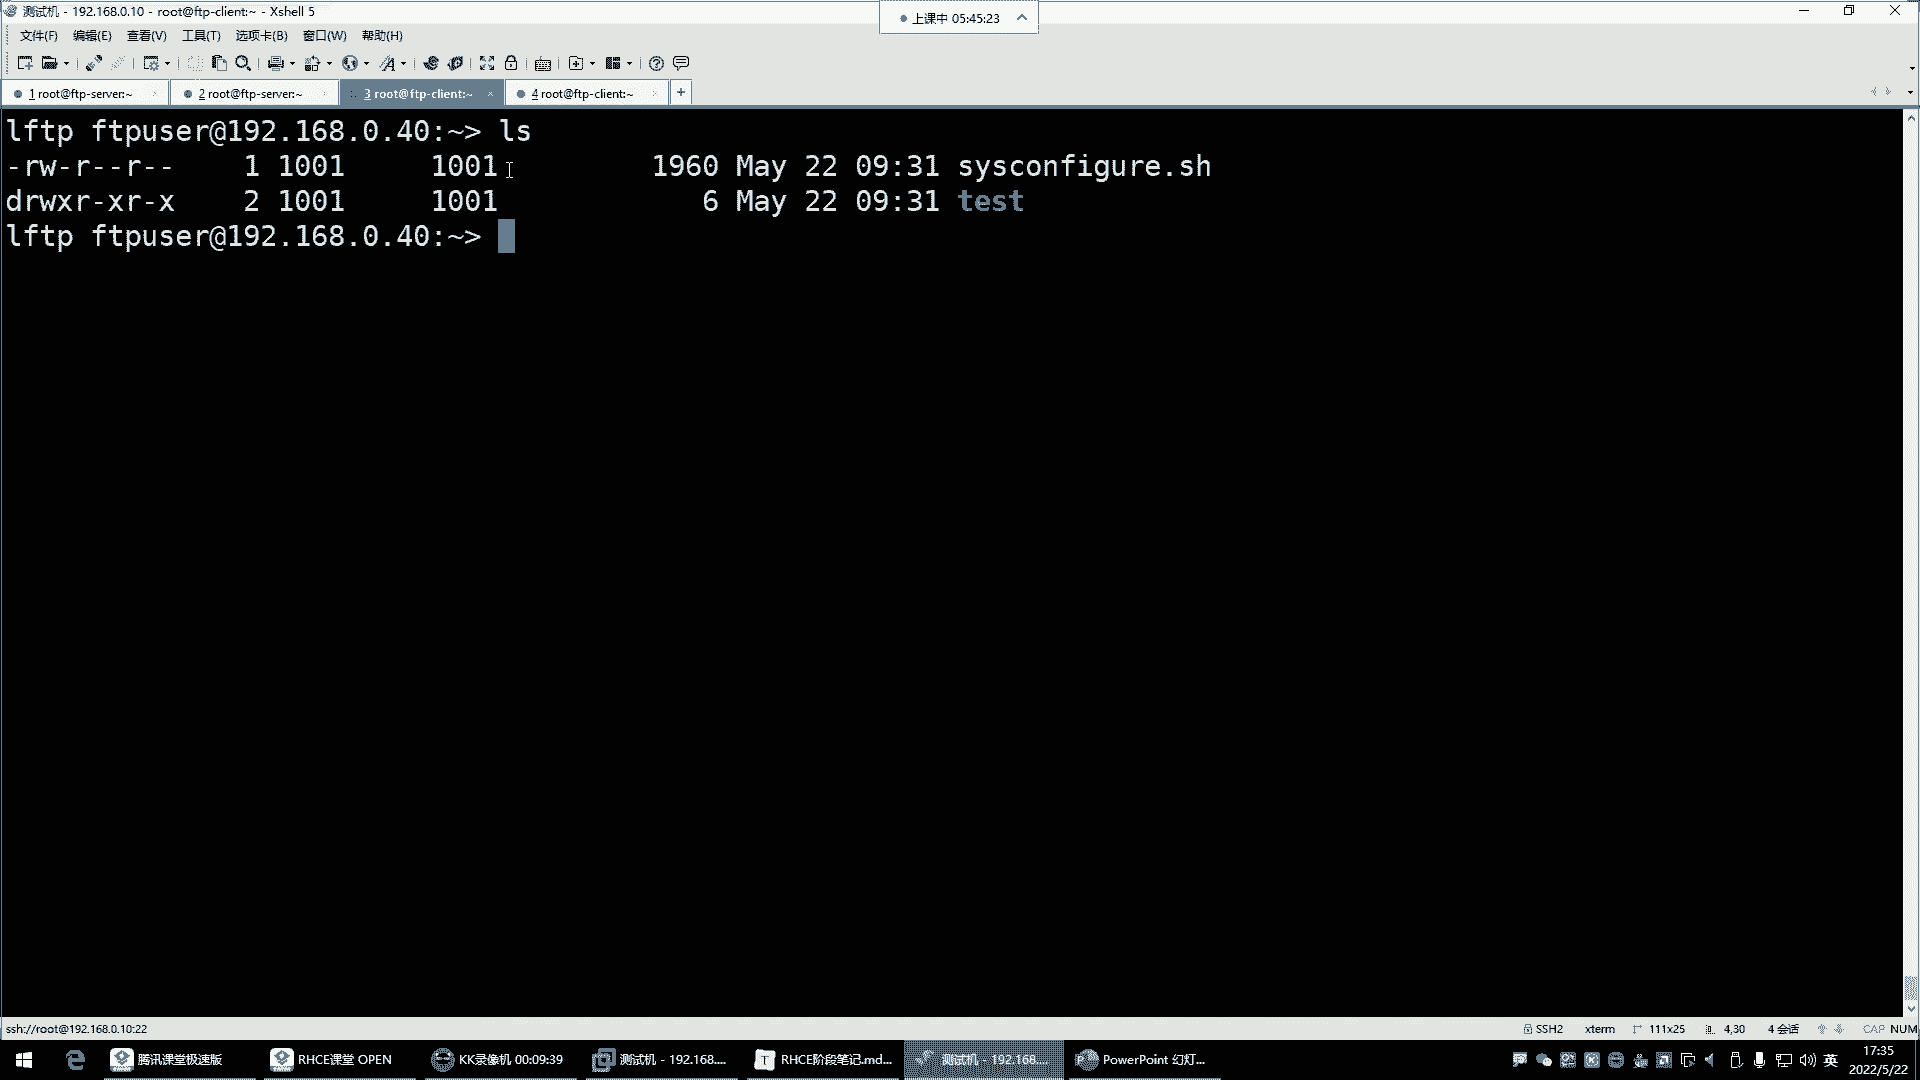 测试机 - 192.168.0.10 - root@ftp-client:~ - Xshell 5
上课中 05:45:23
文件(F) 编辑(E) 查看(V) 工具(T) 选项卡(B) 窗口(W) 帮助(H)
1 root@ftp-server:~ 2 root@ftp-server:~ 3 root@ftp-client:~ 4 root@ftp-client:~
lftp ftpuser@192.168.0.40:~> ls
-rw-r--r-- 1 1001 1001 1960 May 22 09:31 sysconfigure.sh
drwxr-xr-x 2 1001 1001 6 May 22 09:31 test
lftp ftpuser@192.168.0.40:~>
ssh://root@192.168.0.10:22 SSH2 xterm 111x25 4,30 4 会话 CAP NUM
腾讯课堂极速版 RHCE课堂 OPEN KK录像机 00:09:39 测试机 - 192.168.... RHCE阶段笔记.md... 测试机 - 192.168.... PowerPoint 幻灯... 英 17:35
2022/5/22